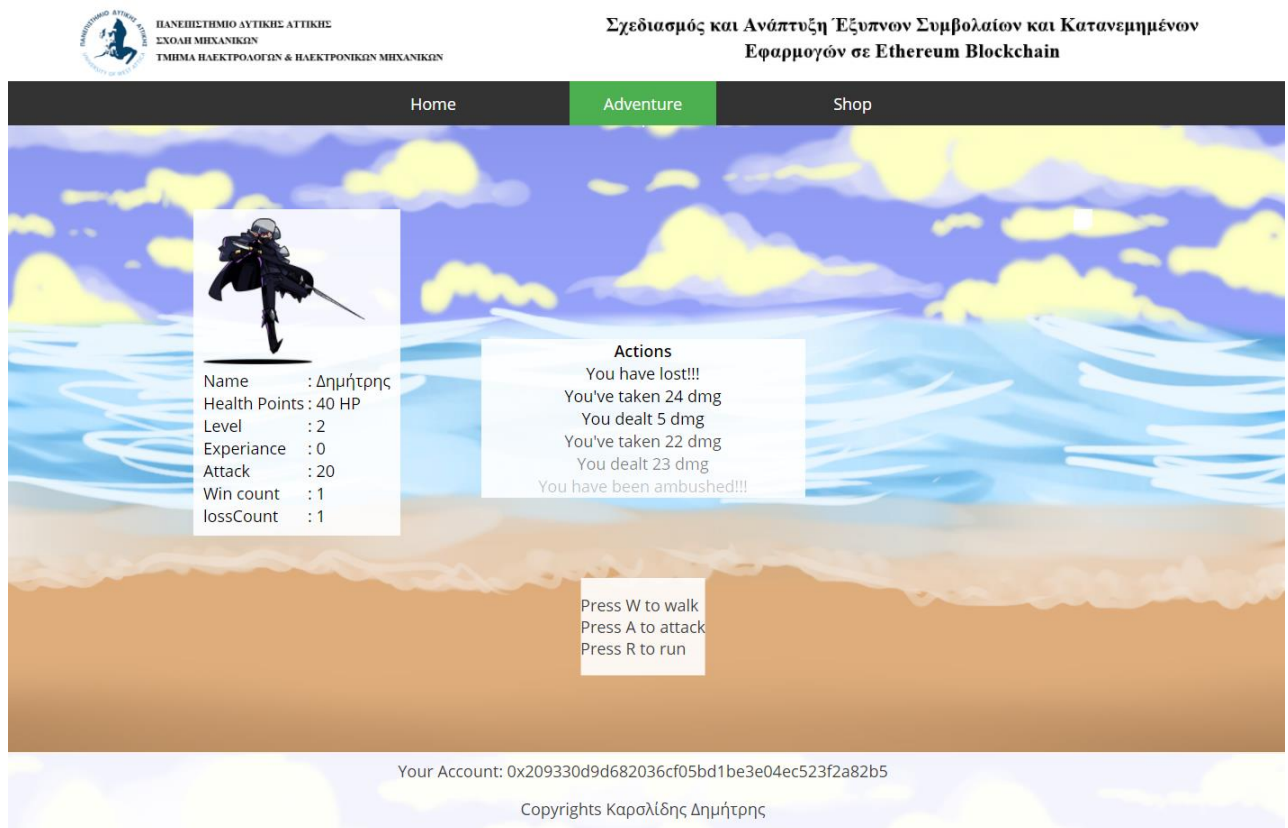 ΠΑΝΕΠΙΣΤΗΜΙΟ ΔΥΤΙΚΗΣ ΑΤΤΙΚΗΣ
ΣΧΟΛΗ ΜΗΧΑΝΙΚΩΝ
ΤΜΗΜΑ ΗΛΕΚΤΡΟΛΟΓΩΝ & ΗΛΕΚΤΡΟΝΙΚΩΝ ΜΗΧΑΝΙΚΩΝ
Σχεδιασμός και Ανάπτυξη Έξυπνων Συμβολαίων και Κατανεμημένων
Εφαρμογών σε Ethereum Blockchain
Home Adventure Shop
Name : Δημήτρης
Health Points : 40 HP
Level : 2
Experiance : 0
Attack : 20
Win count : 1
lossCount : 1
Actions
You have lost!!!
You've taken 24 dmg
You dealt 5 dmg
You've taken 22 dmg
You dealt 23 dmg
You have been ambushed!!!
Press W to walk
Press A to attack
Press R to run
Your Account: 0x209330d9d682036cf05bd1be3e04ec523f2a82b5
Copyrights Καρσλίδης Δημήτρης